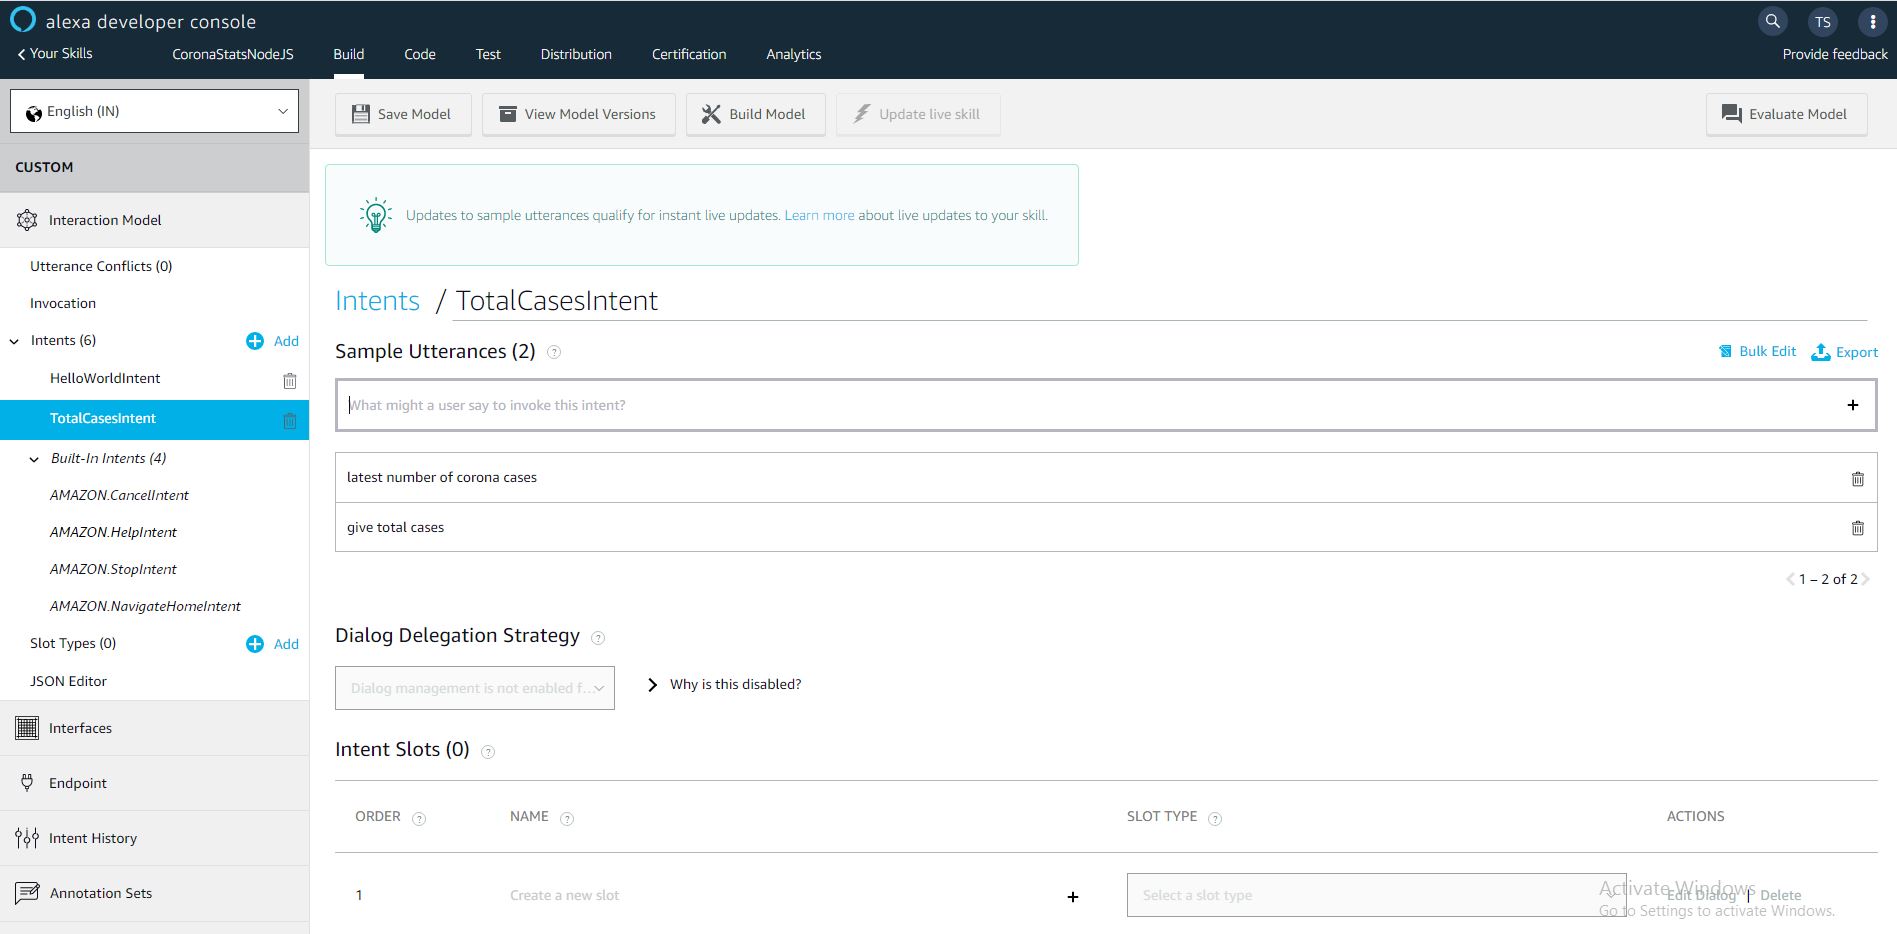 alexa developer console
TS
Your Skills
CoronaStatsNodeJS
Build
Code
Test
Distribution
Certification
Analytics
Provide feedback
English (IN)
Save Model
View Model Versions
Build Model
Update live skill
Evaluate Model
CUSTOM
Interaction Model
Utterance Conflicts (0)
Invocation
Intents (6)
Add
HelloWorldIntent
TotalCasesIntent
Built-In Intents (4)
AMAZON.CancelIntent
AMAZON.HelpIntent
AMAZON.StopIntent
AMAZON.NavigateHomeIntent
Slot Types (0)
Add
JSON Editor
Interfaces
Endpoint
Intent History
Annotation Sets
Updates to sample utterances qualify for instant live updates. Learn more about live updates to your skill.
Intents / TotalCasesIntent
Sample Utterances (2)
Bulk Edit
Export
What might a user say to invoke this intent?
latest number of corona cases
give total cases
1 – 2 of 2
Dialog Delegation Strategy
Dialog management is not enabled f...
Why is this disabled?
Intent Slots (0)
ORDER
NAME
SLOT TYPE
ACTIONS
1
Create a new slot
Select a slot type
Edit Dialog | Delete
Activate Windows
Go to Settings to activate Windows.